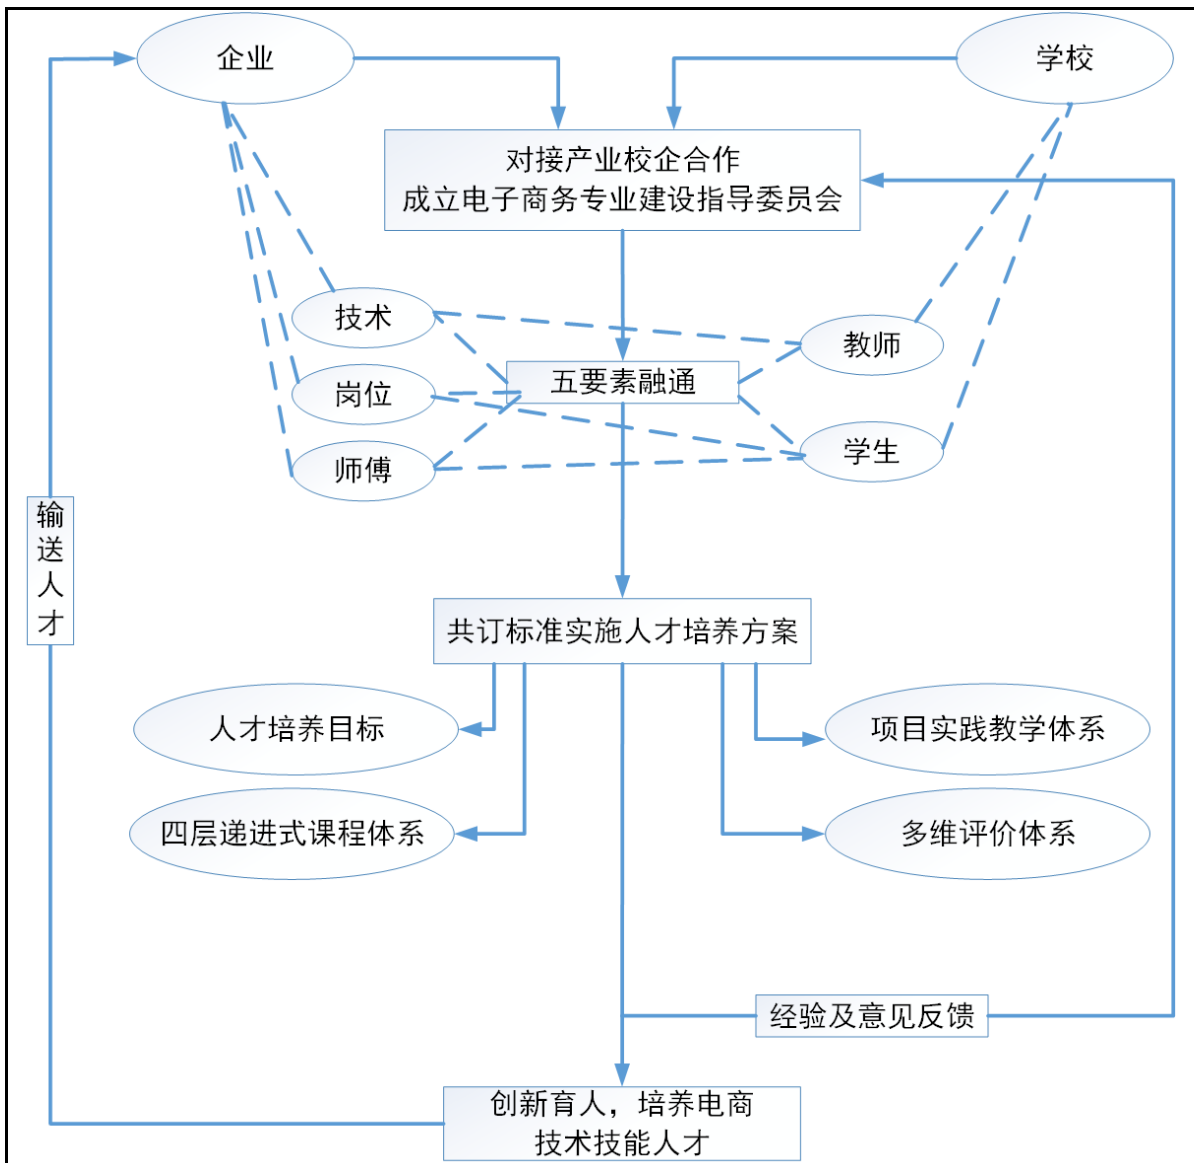 企业
学校
对接产业校企合作
成立电子商务专业建设指导委员会
技术
教师
五要素融通
岗位
学生
师傅
输送人才
共订标准实施人才培养方案
人才培养目标
项目实践教学体系
四层递进式课程体系
多维评价体系
经验及意见反馈
创新育人，培养电商
技术技能人才